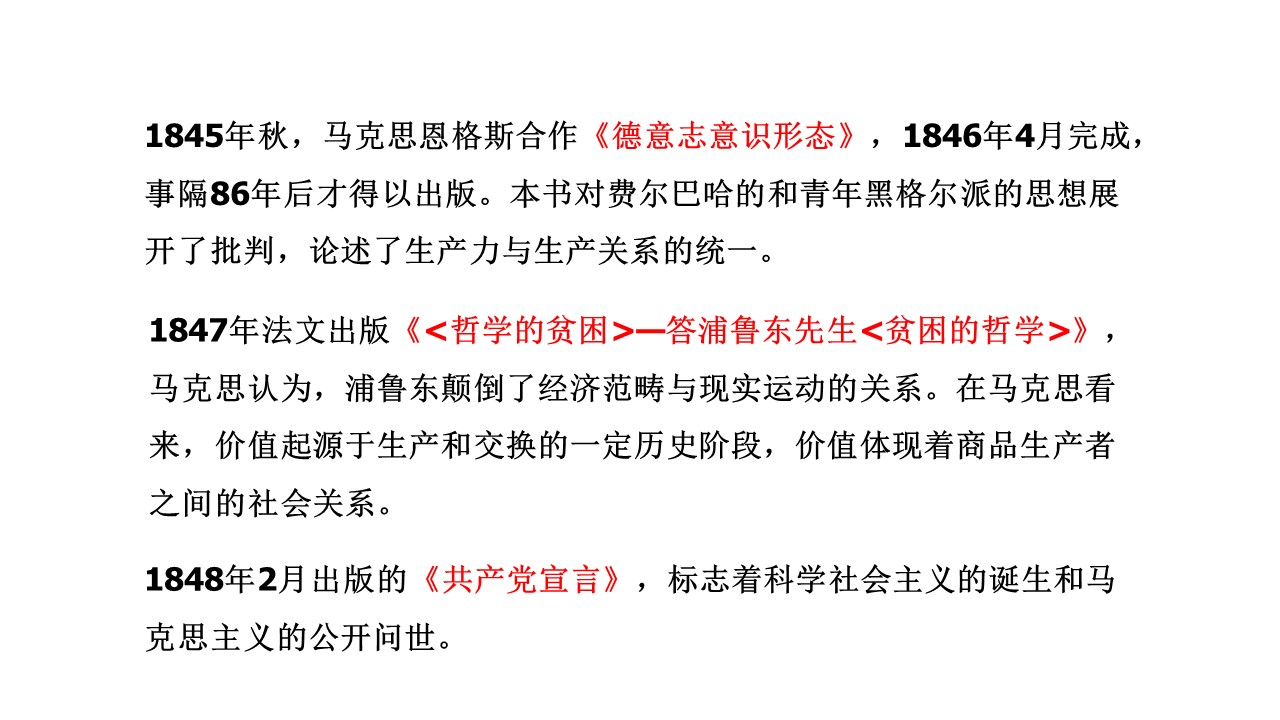 1845年秋，马克思恩格斯合作《德意志意识形态》，1846年4月完成，
事隔86年后才得以出版。本书对费尔巴哈的和青年黑格尔派的思想展
开了批判，论述了生产力与生产关系的统一。
1847年法文出版《<哲学的贫困>—答浦鲁东先生<贫困的哲学>》，
马克思认为，浦鲁东颠倒了经济范畴与现实运动的关系。在马克思看
来，价值起源于生产和交换的一定历史阶段，价值体现着商品生产者
之间的社会关系。
1848年2月出版的《共产党宣言》，标志着科学社会主义的诞生和马
克思主义的公开问世。